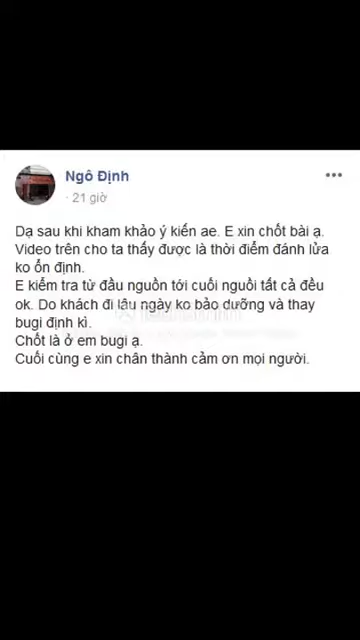 Ngô Định
21 giờ
Dạ sau khi kham khảo ý kiến ae. E xin chốt bài ạ.
Video trên cho ta thấy được là thời điểm đánh lửa
ko ổn định.
E kiểm tra từ đầu nguồn tới cuối nguồi tất cả đều
ok. Do khách đi lâu ngày ko bảo dưỡng và thay
bugi định kì.
Chốt là ở em bugi ạ.
Cuối cùng e xin chân thành cảm ơn mọi người.